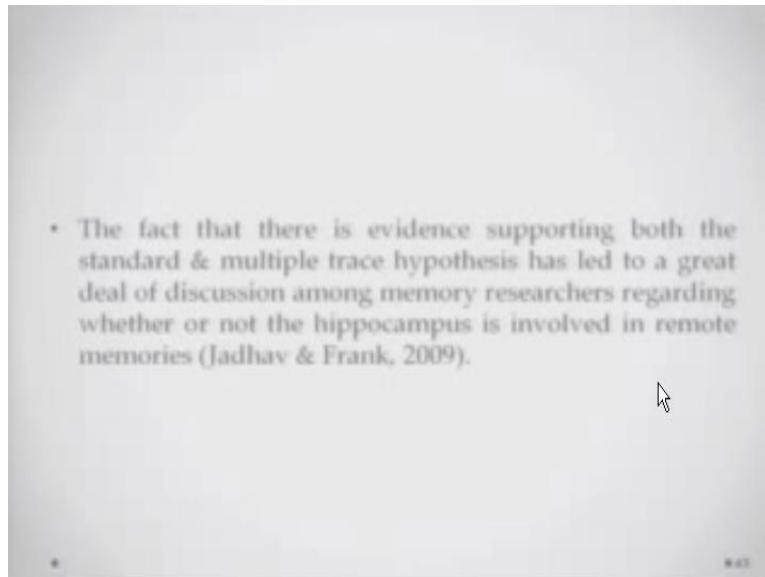 • The fact that there is evidence supporting both the
standard & multiple trace hypothesis has led to a great
deal of discussion among memory researchers regarding
whether or not the hippocampus is involved in remote
memories (Jadhav & Frank, 2009).